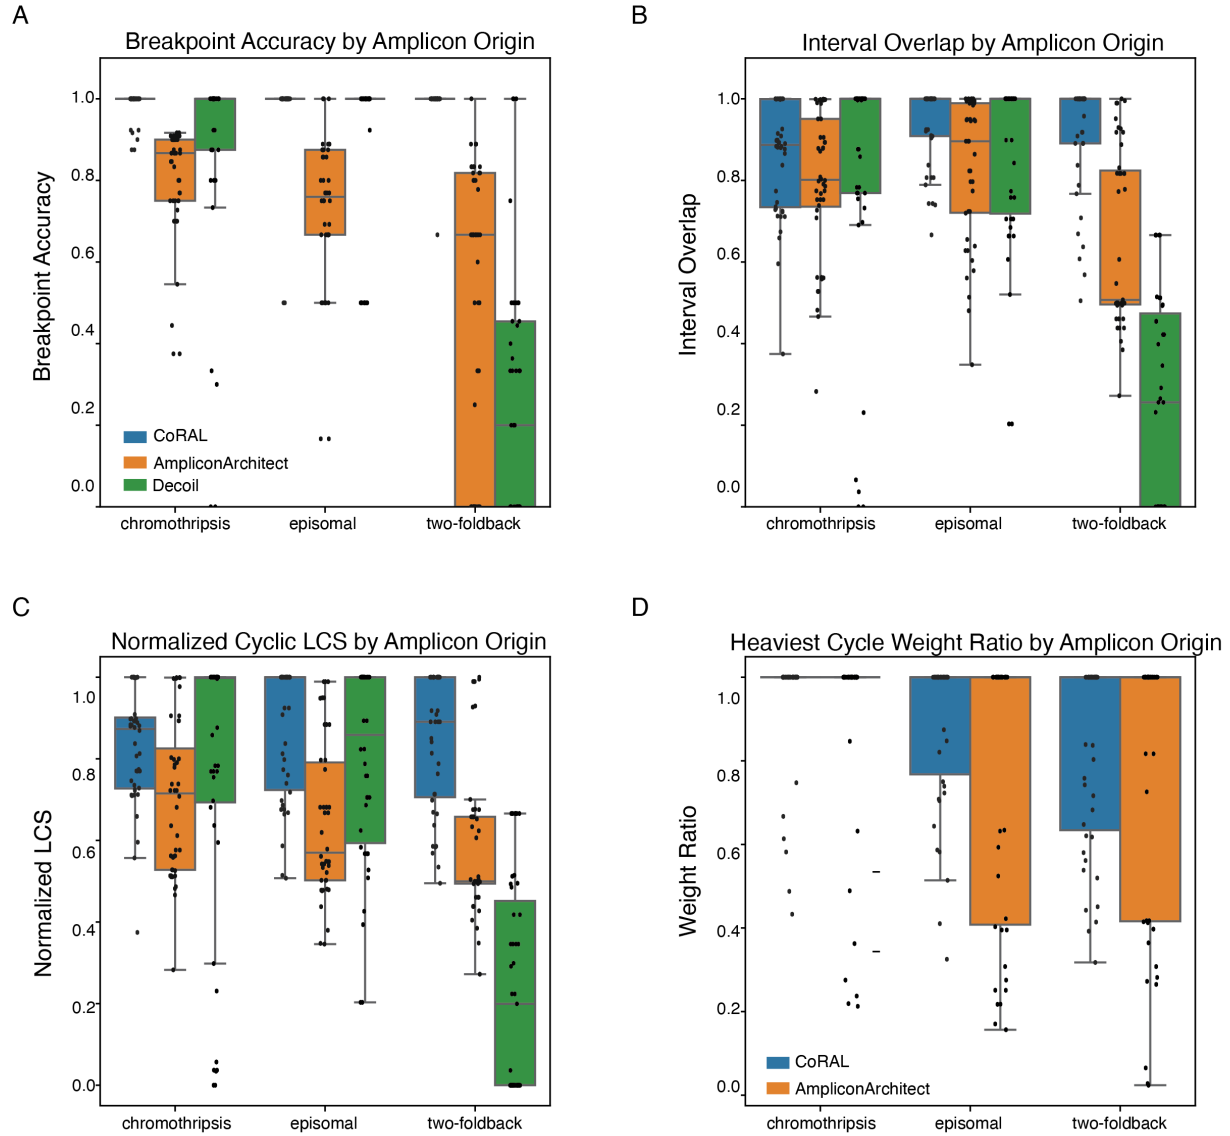 A
Breakpoint Accuracy by Amplicon Origin
Breakpoint Accuracy
1.0
0.8
0.6
0.4
0.2
0.0
CoRAL
AmpliconArchitect
Decoil
chromothripsis
episomal
two-foldback
B
Interval Overlap by Amplicon Origin
Interval Overlap
1.0
0.8
0.6
0.4
0.2
0.0
chromothripsis
episomal
two-foldback
C
Normalized Cyclic LCS by Amplicon Origin
Normalized LCS
1.0
0.8
0.6
0.4
0.2
0.0
chromothripsis
episomal
two-foldback
D
Heaviest Cycle Weight Ratio by Amplicon Origin
Weight Ratio
1.0
0.8
0.6
0.4
0.2
0.0
CoRAL
AmpliconArchitect
chromothripsis
episomal
two-foldback